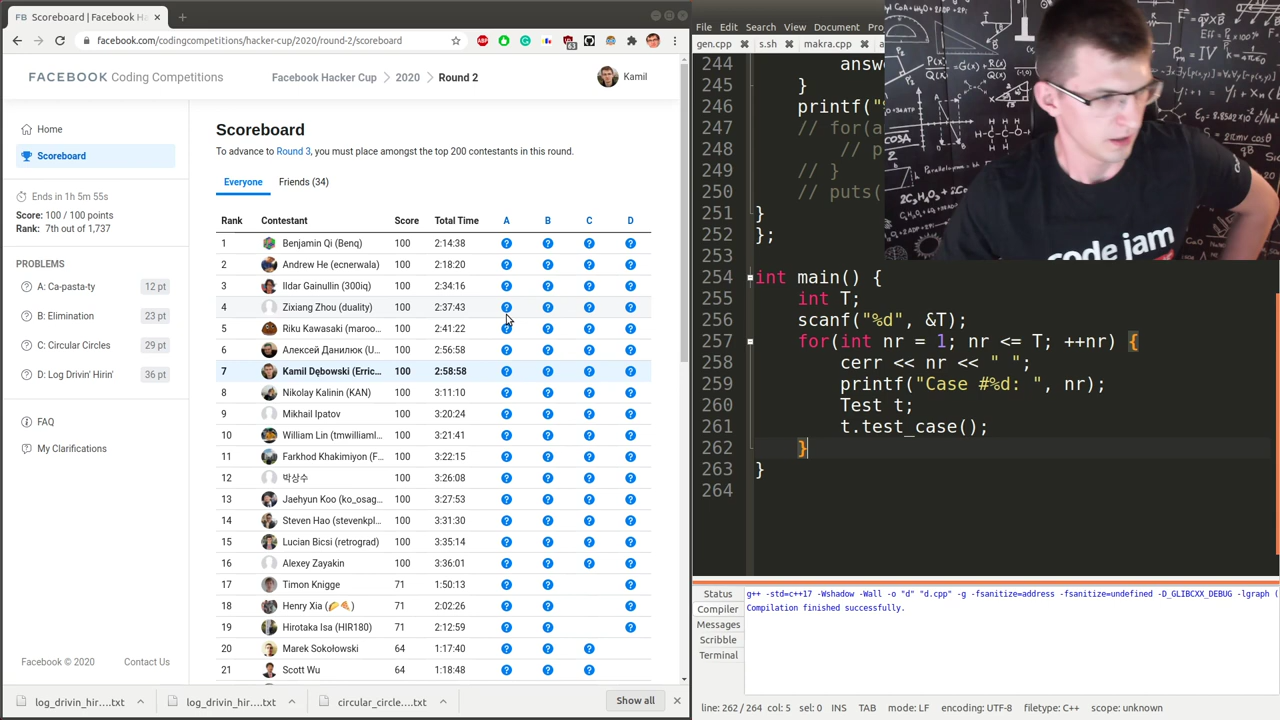 FB Scoreboard | Facebook H
facebook.com/codingcompetitions/hacker-cup/2020/round-2/scoreboard
ABP
63
FACEBOOK Coding Competitions
Facebook Hacker Cup > 2020 > Round 2
Kamil
Home
Scoreboard
Ends in 1h 5m 55s
Score: 100 / 100 points
Rank: 7th out of 1,737
PROBLEMS
A: Ca-pasta-ty 12 pt
B: Elimination 23 pt
C: Circular Circles 29 pt
D: Log Drivin' Hirin' 36 pt
FAQ
My Clarifications
Facebook © 2020 Contact Us
Scoreboard
To advance to Round 3, you must place amongst the top 200 contestants in this round.
Everyone Friends (34)
Rank Contestant Score Total Time A B C D
1 Benjamin Qi (Benq) 100 2:14:38 ? ? ? ?
2 Andrew He (ecnerwala) 100 2:18:20 ? ? ? ?
3 Ildar Gainullin (300iq) 100 2:34:16 ? ? ? ?
4 Zixiang Zhou (duality) 100 2:37:43 ? ? ? ?
5 Riku Kawasaki (maroo... 100 2:41:22 ? ? ? ?
6 Алексей Данилюк (U... 100 2:56:58 ? ? ? ?
7 Kamil Dębowski (Erric... 100 2:58:58 ? ? ? ?
8 Nikolay Kalinin (KAN) 100 3:11:10 ? ? ? ?
9 Mikhail Ipatov 100 3:20:24 ? ? ? ?
10 William Lin (tmwilliaml... 100 3:21:41 ? ? ? ?
11 Farkhod Khakimiyon (F... 100 3:22:15 ? ? ? ?
12 박상수 100 3:26:08 ? ? ? ?
13 Jaehyun Koo (ko_osag... 100 3:27:53 ? ? ? ?
14 Steven Hao (stevenkpl... 100 3:31:30 ? ? ? ?
15 Lucian Bicsi (retrograd) 100 3:35:14 ? ? ? ?
16 Alexey Zayakin 100 3:36:01 ? ? ? ?
17 Timon Knigge 71 1:50:13 ? ? ?
18 Henry Xia (🌮🍕) 71 2:02:26 ? ? ?
19 Hirotaka Isa (HIR180) 71 2:12:59 ? ? ?
20 Marek Sokołowski 64 1:17:40 ? ? ?
21 Scott Wu 64 1:18:48 ? ? ?
log_drivin_hir....txt log_drivin_hir....txt circular_circle....txt Show all
File Edit Search View Document Pro
gen.cpp s.sh makra.cpp a
244 answ
245 }
246 printf("
247 // for(a
248 // p
249 // }
250 // puts(
251 }
252 };
253
254 int main() {
255 int T;
256 scanf("%d", &T);
257 for(int nr = 1; nr <= T; ++nr) {
258 cerr << nr << " ";
259 printf("Case #%d: ", nr);
260 Test t;
261 t.test_case();
262 }
263 }
264
code jam
Status
Compiler
Messages
Scribble
Terminal
g++ -std=c++17 -Wshadow -Wall -o "d" "d.cpp" -g -fsanitize=address -fsanitize=undefined -D_GLIBCXX_DEBUG -lgraph (
Compilation finished successfully.
line: 262 / 264 col: 5 sel: 0 INS TAB mode: LF encoding: UTF-8 filetype: C++ scope: unknown